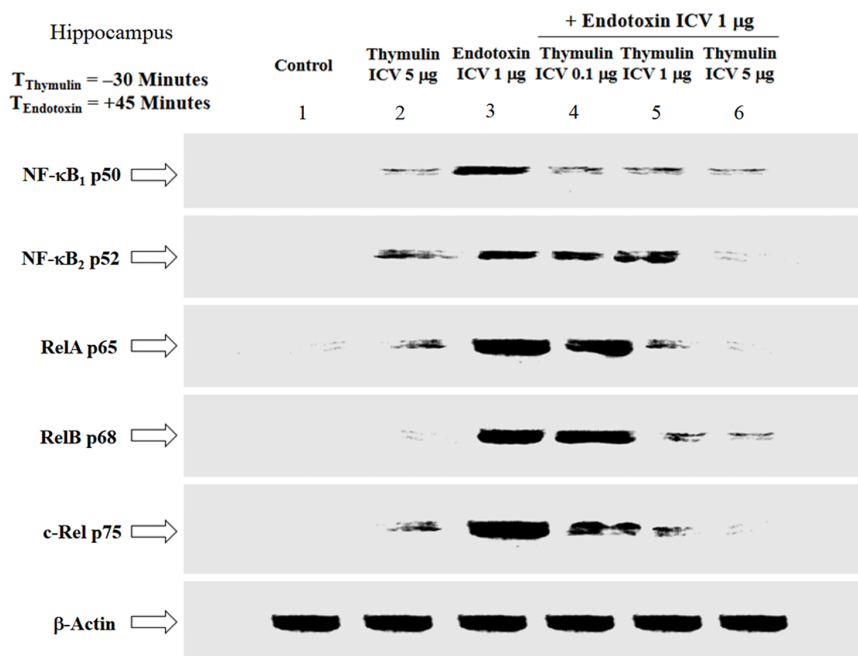 Hippocampus
T_Thymulin = –30 Minutes
T_Endotoxin = +45 Minutes
+ Endotoxin ICV 1 μg
Control
Thymulin
ICV 5 μg
Endotoxin
ICV 1 μg
Thymulin
ICV 0.1 μg
Thymulin
ICV 1 μg
Thymulin
ICV 5 μg
1 2 3 4 5 6
NF-κB₁ p50
NF-κB₂ p52
RelA p65
RelB p68
c-Rel p75
β-Actin